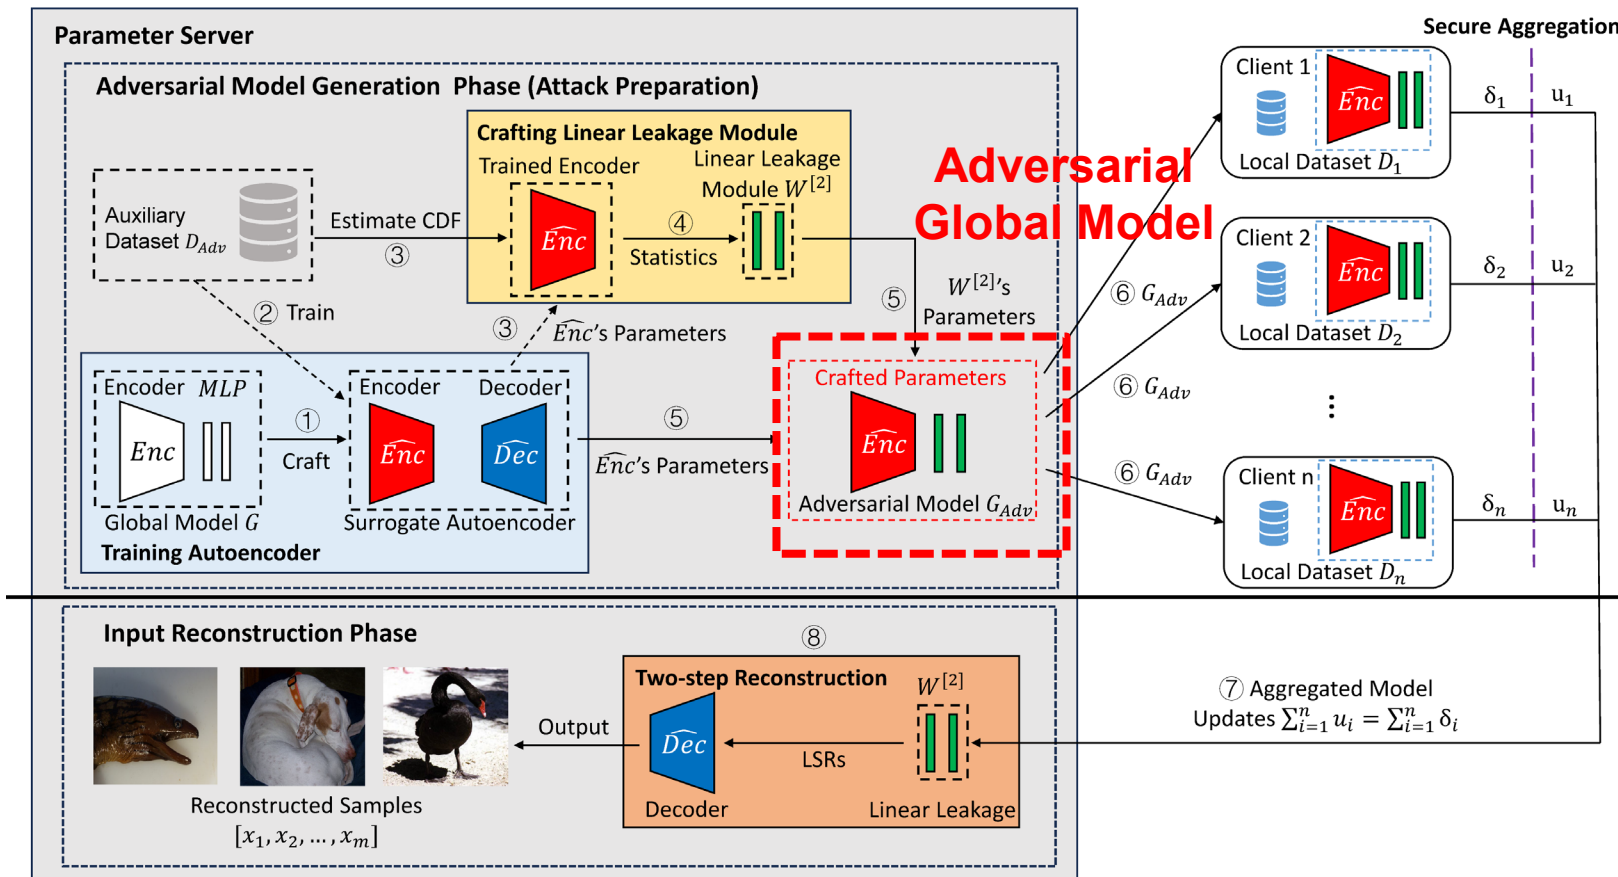 Parameter Server
Secure Aggregation
Adversarial Model Generation Phase (Attack Preparation)
Crafting Linear Leakage Module
Trained Encoder
Linear Leakage
Module W^[2]
Auxiliary
Dataset D_Adv
Estimate CDF
③
Enc^
④
Statistics
② Train
③
Enc^'s Parameters
⑤
W^[2]'s
Parameters
Adversarial
Global Model
Encoder MLP
Enc
Global Model G
①
Craft
Encoder
Decoder
Enc^
Dec^
Surrogate Autoencoder
Training Autoencoder
⑤
Enc^'s Parameters
Crafted Parameters
Enc^
Adversarial Model G_Adv
⑥ G_Adv
⑥ G_Adv
⑥ G_Adv
Client 1
Enc^
Local Dataset D_1
δ_1
u_1
Client 2
Enc^
Local Dataset D_2
δ_2
u_2
⋮
Client n
Enc^
Local Dataset D_n
δ_n
u_n
Input Reconstruction Phase
⑧
Two-step Reconstruction
W^[2]
Output
Dec^
LSRs
Decoder
Linear Leakage
Reconstructed Samples
[x_1, x_2, ..., x_m]
⑦ Aggregated Model
Updates ∑_{i=1}^n u_i = ∑_{i=1}^n δ_i